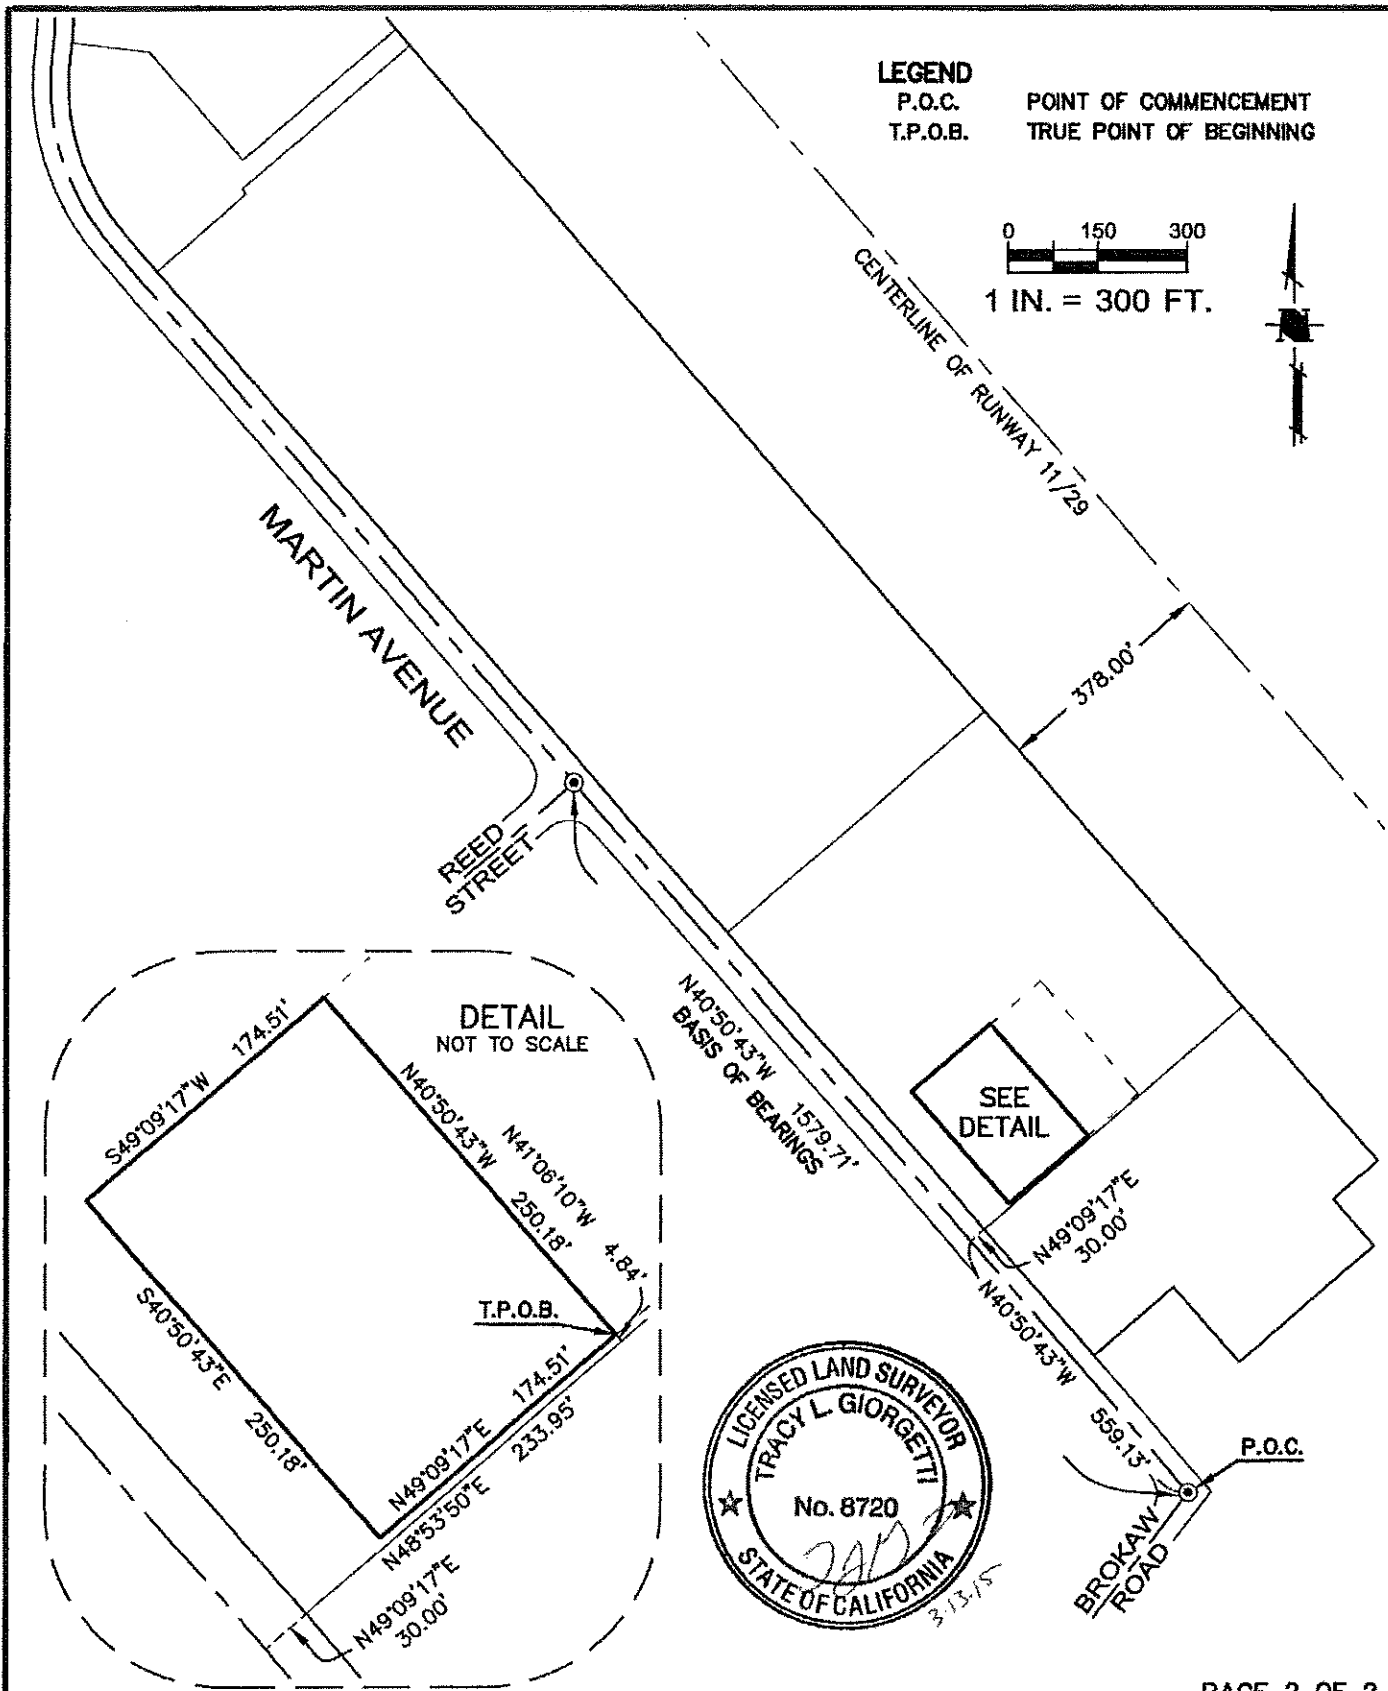 LEGEND
P.O.C. POINT OF COMMENCEMENT
T.P.O.B. TRUE POINT OF BEGINNING
0 150 300
1 IN. = 300 FT.
N
CENTERLINE OF RUNWAY 11/29
MARTIN AVENUE
378.00'
REED
STREET
N40°50'43"W 1579.71'
BASIS OF BEARINGS
SEE
DETAIL
N49°09'17"E
30.00'
N40°50'43"W 559.13'
P.O.C.
BROKAW
ROAD
DETAIL
NOT TO SCALE
S49°09'17"W 174.51'
N40°50'43"W 250.18'
N41°06'10"W 4.84'
T.P.O.B.
S40°50'43"E 250.18'
N49°09'17"E 174.51'
N48°53'50"E 233.95'
N49°09'17"E
30.00'
LICENSED LAND SURVEYOR
TRACY L. GIORGETTI
No. 8720
STATE OF CALIFORNIA
3·13·15